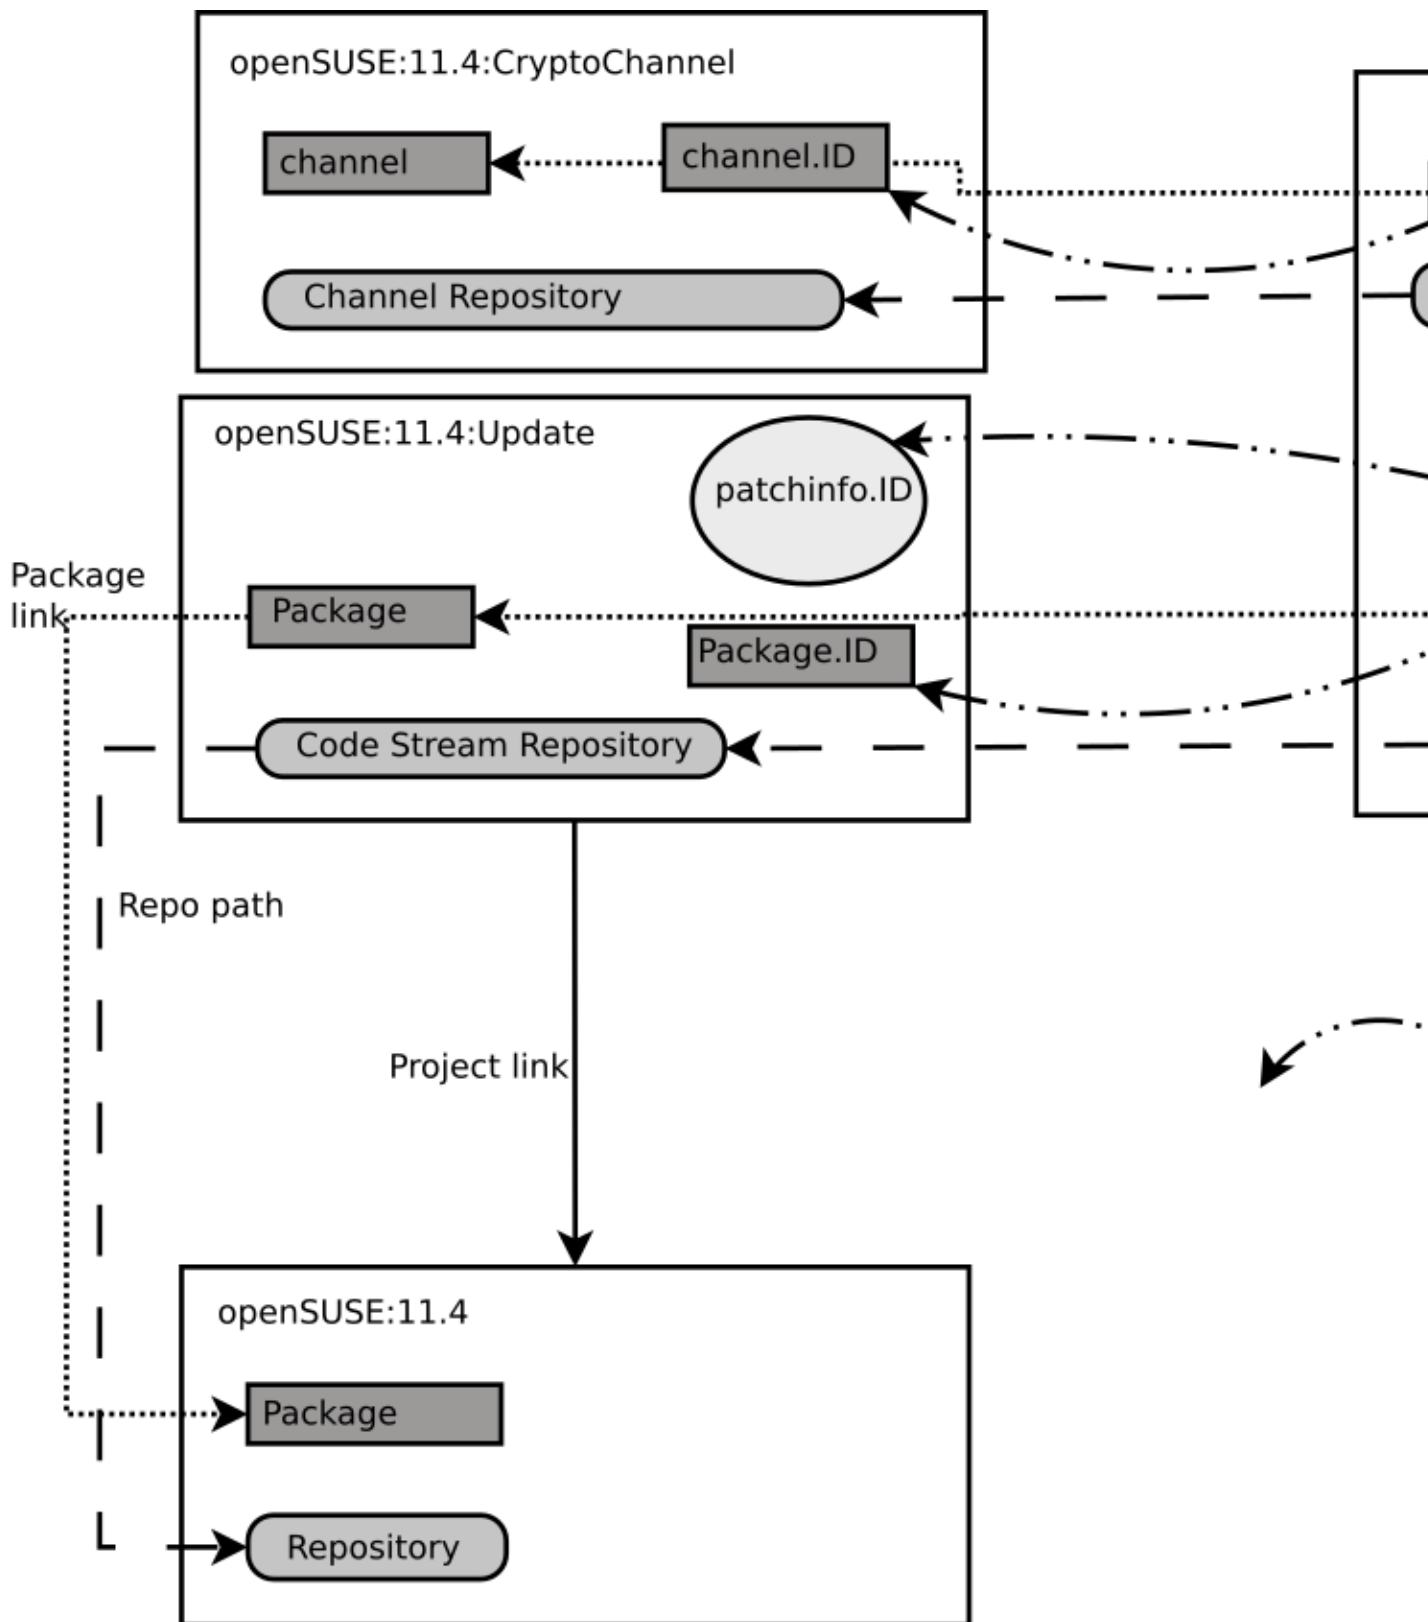 openSUSE:11.4:CryptoChannel
channel
channel.ID
Channel Repository
openSUSE:11.4:Update
patchinfo.ID
Package
link
Package
Package.ID
Code Stream Repository
Repo path
Project link
openSUSE:11.4
Package
Repository